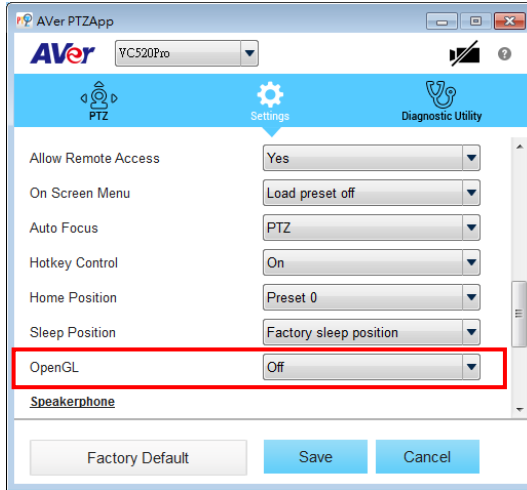 AVer PTZApp
AVer VC520Pro
PTZ Settings Diagnostic Utility
Allow Remote Access Yes
On Screen Menu Load preset off
Auto Focus PTZ
Hotkey Control On
Home Position Preset 0
Sleep Position Factory sleep position
OpenGL Off
Speakerphone
Factory Default Save Cancel